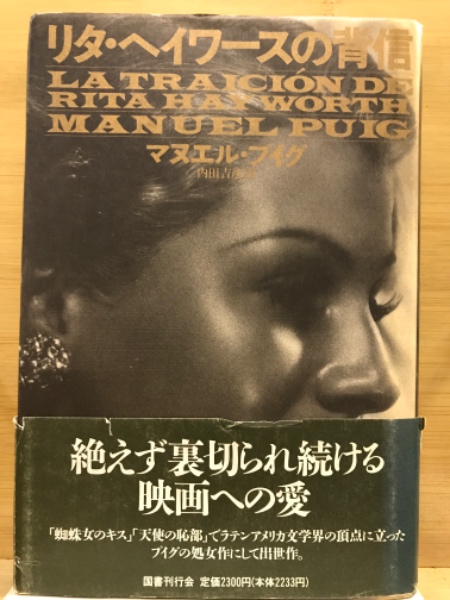 リタ・ヘイワースの背信
LA TRAICIÓN DE
RITA HAYWORTH
MANUEL PUIG
マヌエル・プイグ
内田吉彦 訳
絶えず裏切られ続ける
映画への愛
「蜘蛛女のキス」「天使の恥部」でラテンアメリカ文学界の頂点に立った
プイグの処女作にして出世作。
国書刊行会 定価2300円(本体2233円)